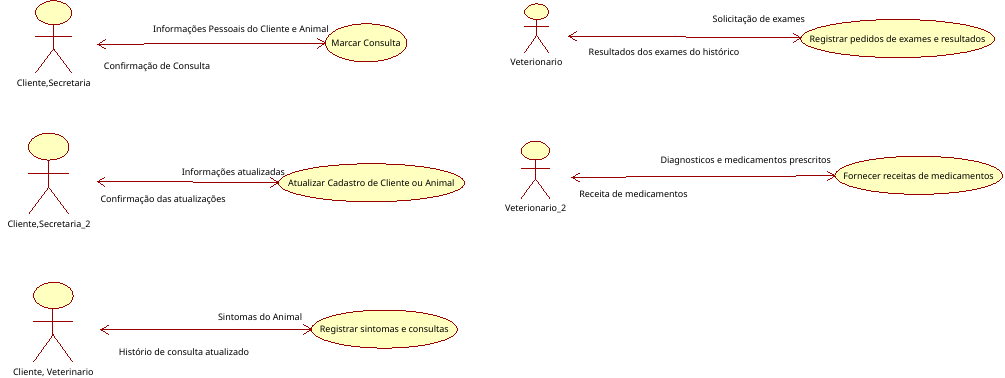 Informações Pessoais do Cliente e Animal
Marcar Consulta
Confirmação de Consulta
Cliente,Secretaria
Solicitação de exames
Registrar pedidos de exames e resultados
Resultados dos exames do histórico
Veterionario
Informações atualizadas
Atualizar Cadastro de Cliente ou Animal
Confirmação das atualizações
Cliente,Secretaria_2
Diagnosticos e medicamentos prescritos
Fornecer receitas de medicamentos
Receita de medicamentos
Veterionario_2
Sintomas do Animal
Registrar sintomas e consultas
Histório de consulta atualizado
Cliente, Veterinario